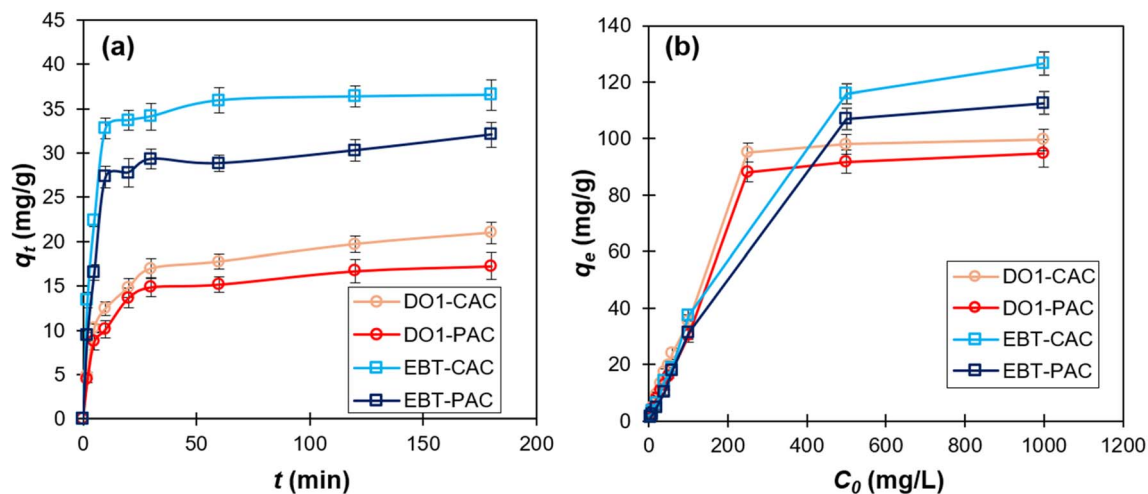 (a)
q_t (mg/g)
45
40
35
30
25
20
15
10
5
0
0 50 100 150 200
t (min)
DO1-CAC
DO1-PAC
EBT-CAC
EBT-PAC
(b)
q_e (mg/g)
140
120
100
80
60
40
20
0
0 200 400 600 800 1000 1200
C_0 (mg/L)
DO1-CAC
DO1-PAC
EBT-CAC
EBT-PAC